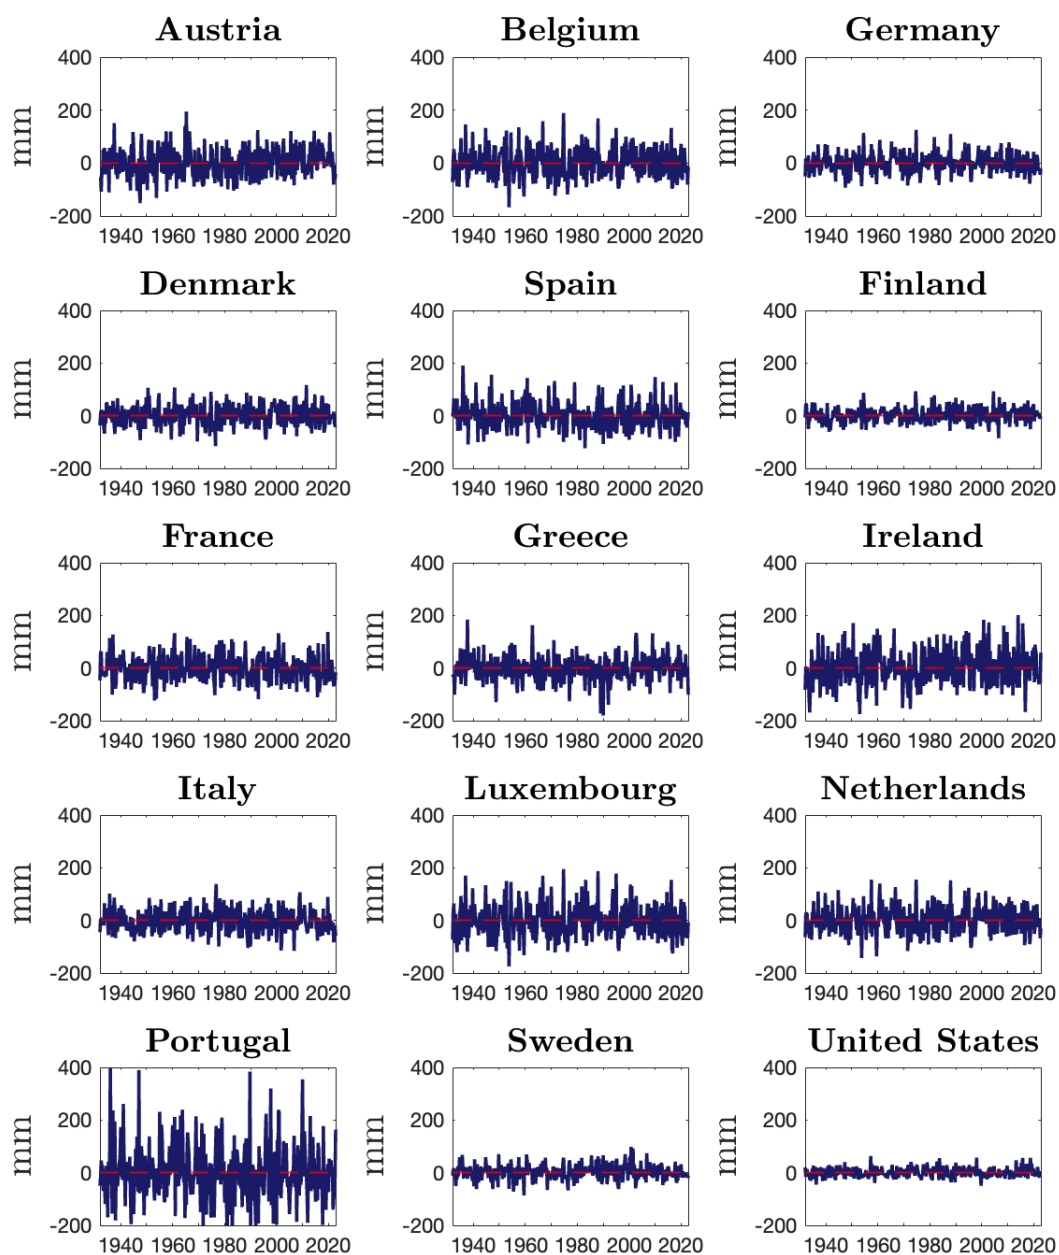 Austria Belgium Germany
400 400 400
mm 200 mm 200 mm 200
0 0 0
-200 -200 -200
1940 1960 1980 2000 2020 1940 1960 1980 2000 2020 1940 1960 1980 2000 2020
Denmark Spain Finland
400 400 400
mm 200 mm 200 mm 200
0 0 0
-200 -200 -200
1940 1960 1980 2000 2020 1940 1960 1980 2000 2020 1940 1960 1980 2000 2020
France Greece Ireland
400 400 400
mm 200 mm 200 mm 200
0 0 0
-200 -200 -200
1940 1960 1980 2000 2020 1940 1960 1980 2000 2020 1940 1960 1980 2000 2020
Italy Luxembourg Netherlands
400 400 400
mm 200 mm 200 mm 200
0 0 0
-200 -200 -200
1940 1960 1980 2000 2020 1940 1960 1980 2000 2020 1940 1960 1980 2000 2020
Portugal Sweden United States
400 400 400
mm 200 mm 200 mm 200
0 0 0
-200 -200 -200
1940 1960 1980 2000 2020 1940 1960 1980 2000 2020 1940 1960 1980 2000 2020